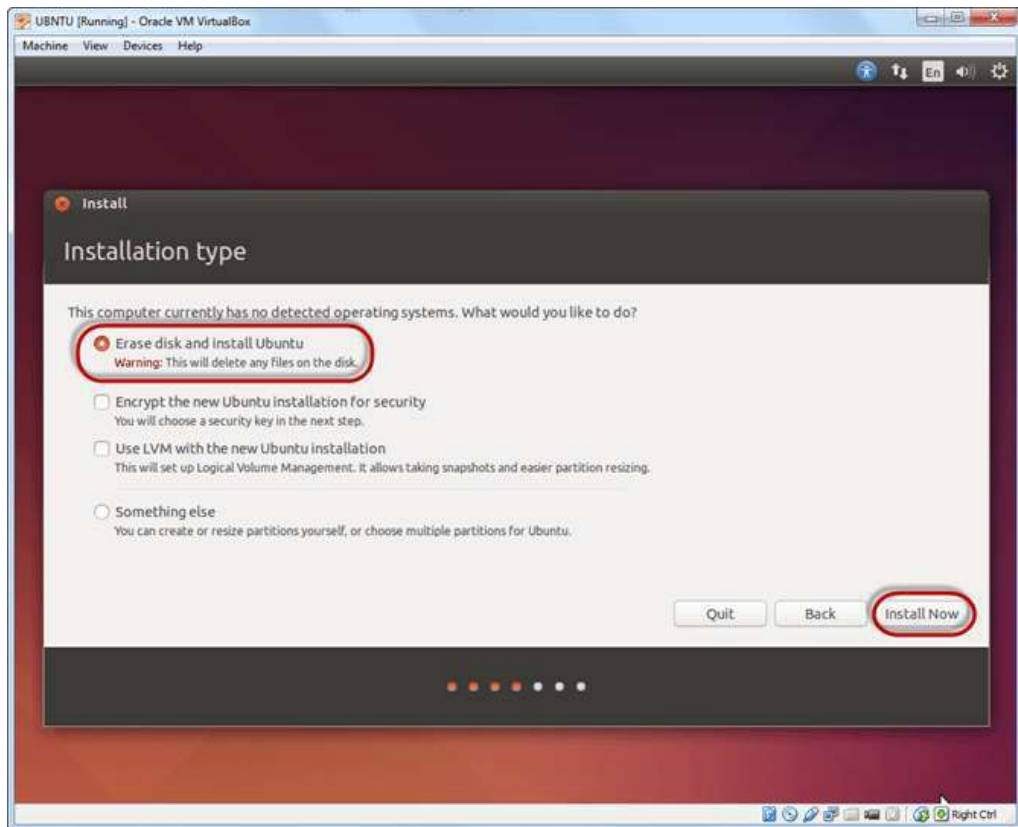 UBNTU [Running] - Oracle VM VirtualBox
Machine View Devices Help
En
Install
Installation type
This computer currently has no detected operating systems. What would you like to do?
Erase disk and install Ubuntu
Warning: This will delete any files on the disk.
Encrypt the new Ubuntu installation for security
You will choose a security key in the next step.
Use LVM with the new Ubuntu installation
This will set up Logical Volume Management. It allows taking snapshots and easier partition resizing.
Something else
You can create or resize partitions yourself, or choose multiple partitions for Ubuntu.
Quit Back Install Now
Right Ctrl